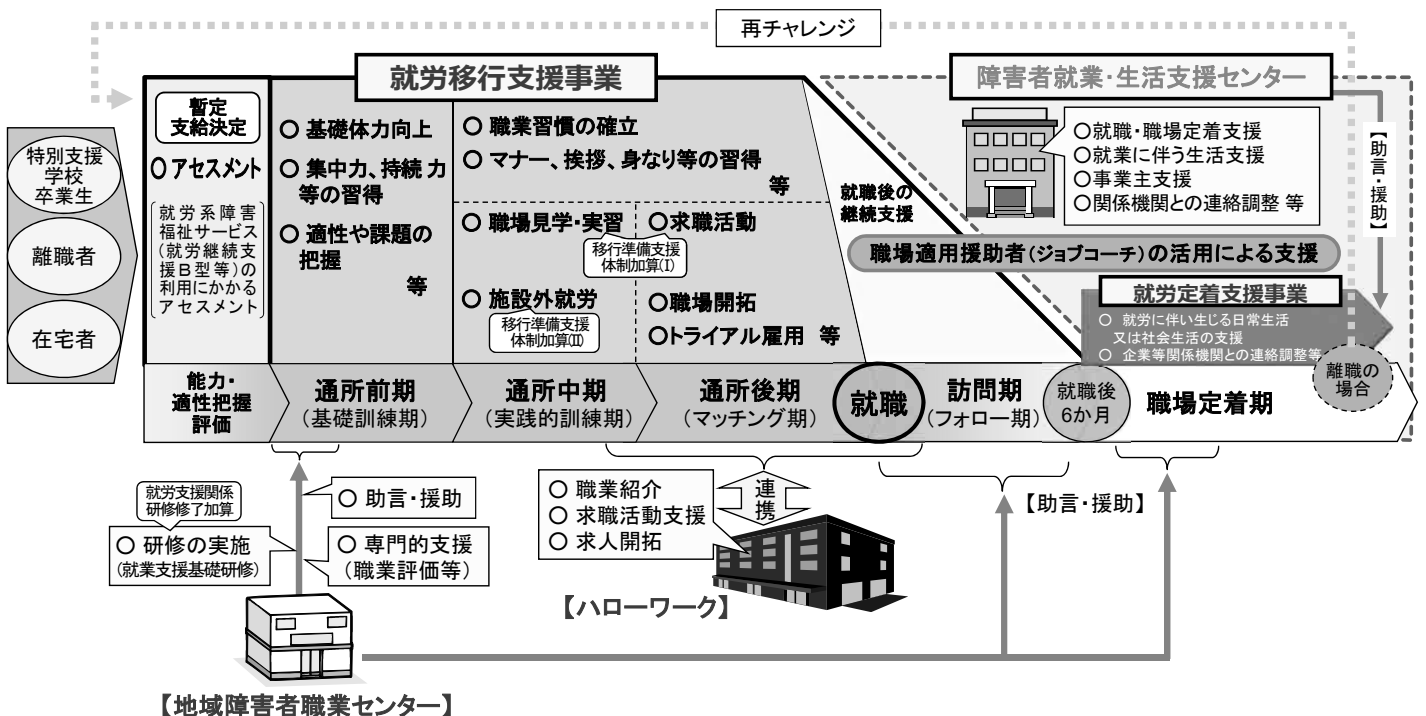 再チャレンジ
就労移行支援事業
障害者就業・生活支援センター
特別支援
学校
卒業生
離職者
在宅者
暫定
支給決定
○ アセスメント
就労系障害
福祉サービス
(就労継続支
援B型等)の
利用にかかる
アセスメント
○ 基礎体力向上
○ 集中力、持続力
等の習得
○ 適性や課題の
把握
等
○ 職業習慣の確立
○ マナー、挨拶、身なり等の習得
等
○ 職場見学・実習
移行準備支援
体制加算(Ⅰ)
○ 施設外就労
移行準備支援
体制加算(Ⅱ)
○ 求職活動
○ 職場開拓
○トライアル雇用 等
就職後の
継続支援
○就職・職場定着支援
○就業に伴う生活支援
○事業主支援
○関係機関との連絡調整 等
【助言・援助】
職場適用援助者(ジョブコーチ)の活用による支援
就労定着支援事業
○ 就労に伴い生じる日常生活
又は社会生活の支援
○ 企業等関係機関との連絡調整等
離職の
場合
能力・
適性把握
評価
通所前期
(基礎訓練期)
通所中期
(実践的訓練期)
通所後期
(マッチング期)
就職
訪問期
(フォロー期)
就職後
6か月
職場定着期
就労支援関係
研修修了加算
○ 研修の実施
(就業支援基礎研修)
○ 助言・援助
○ 専門的支援
(職業評価等)
○ 職業紹介
○ 求職活動支援
○ 求人開拓
連携
【ハローワーク】
【助言・援助】
【地域障害者職業センター】